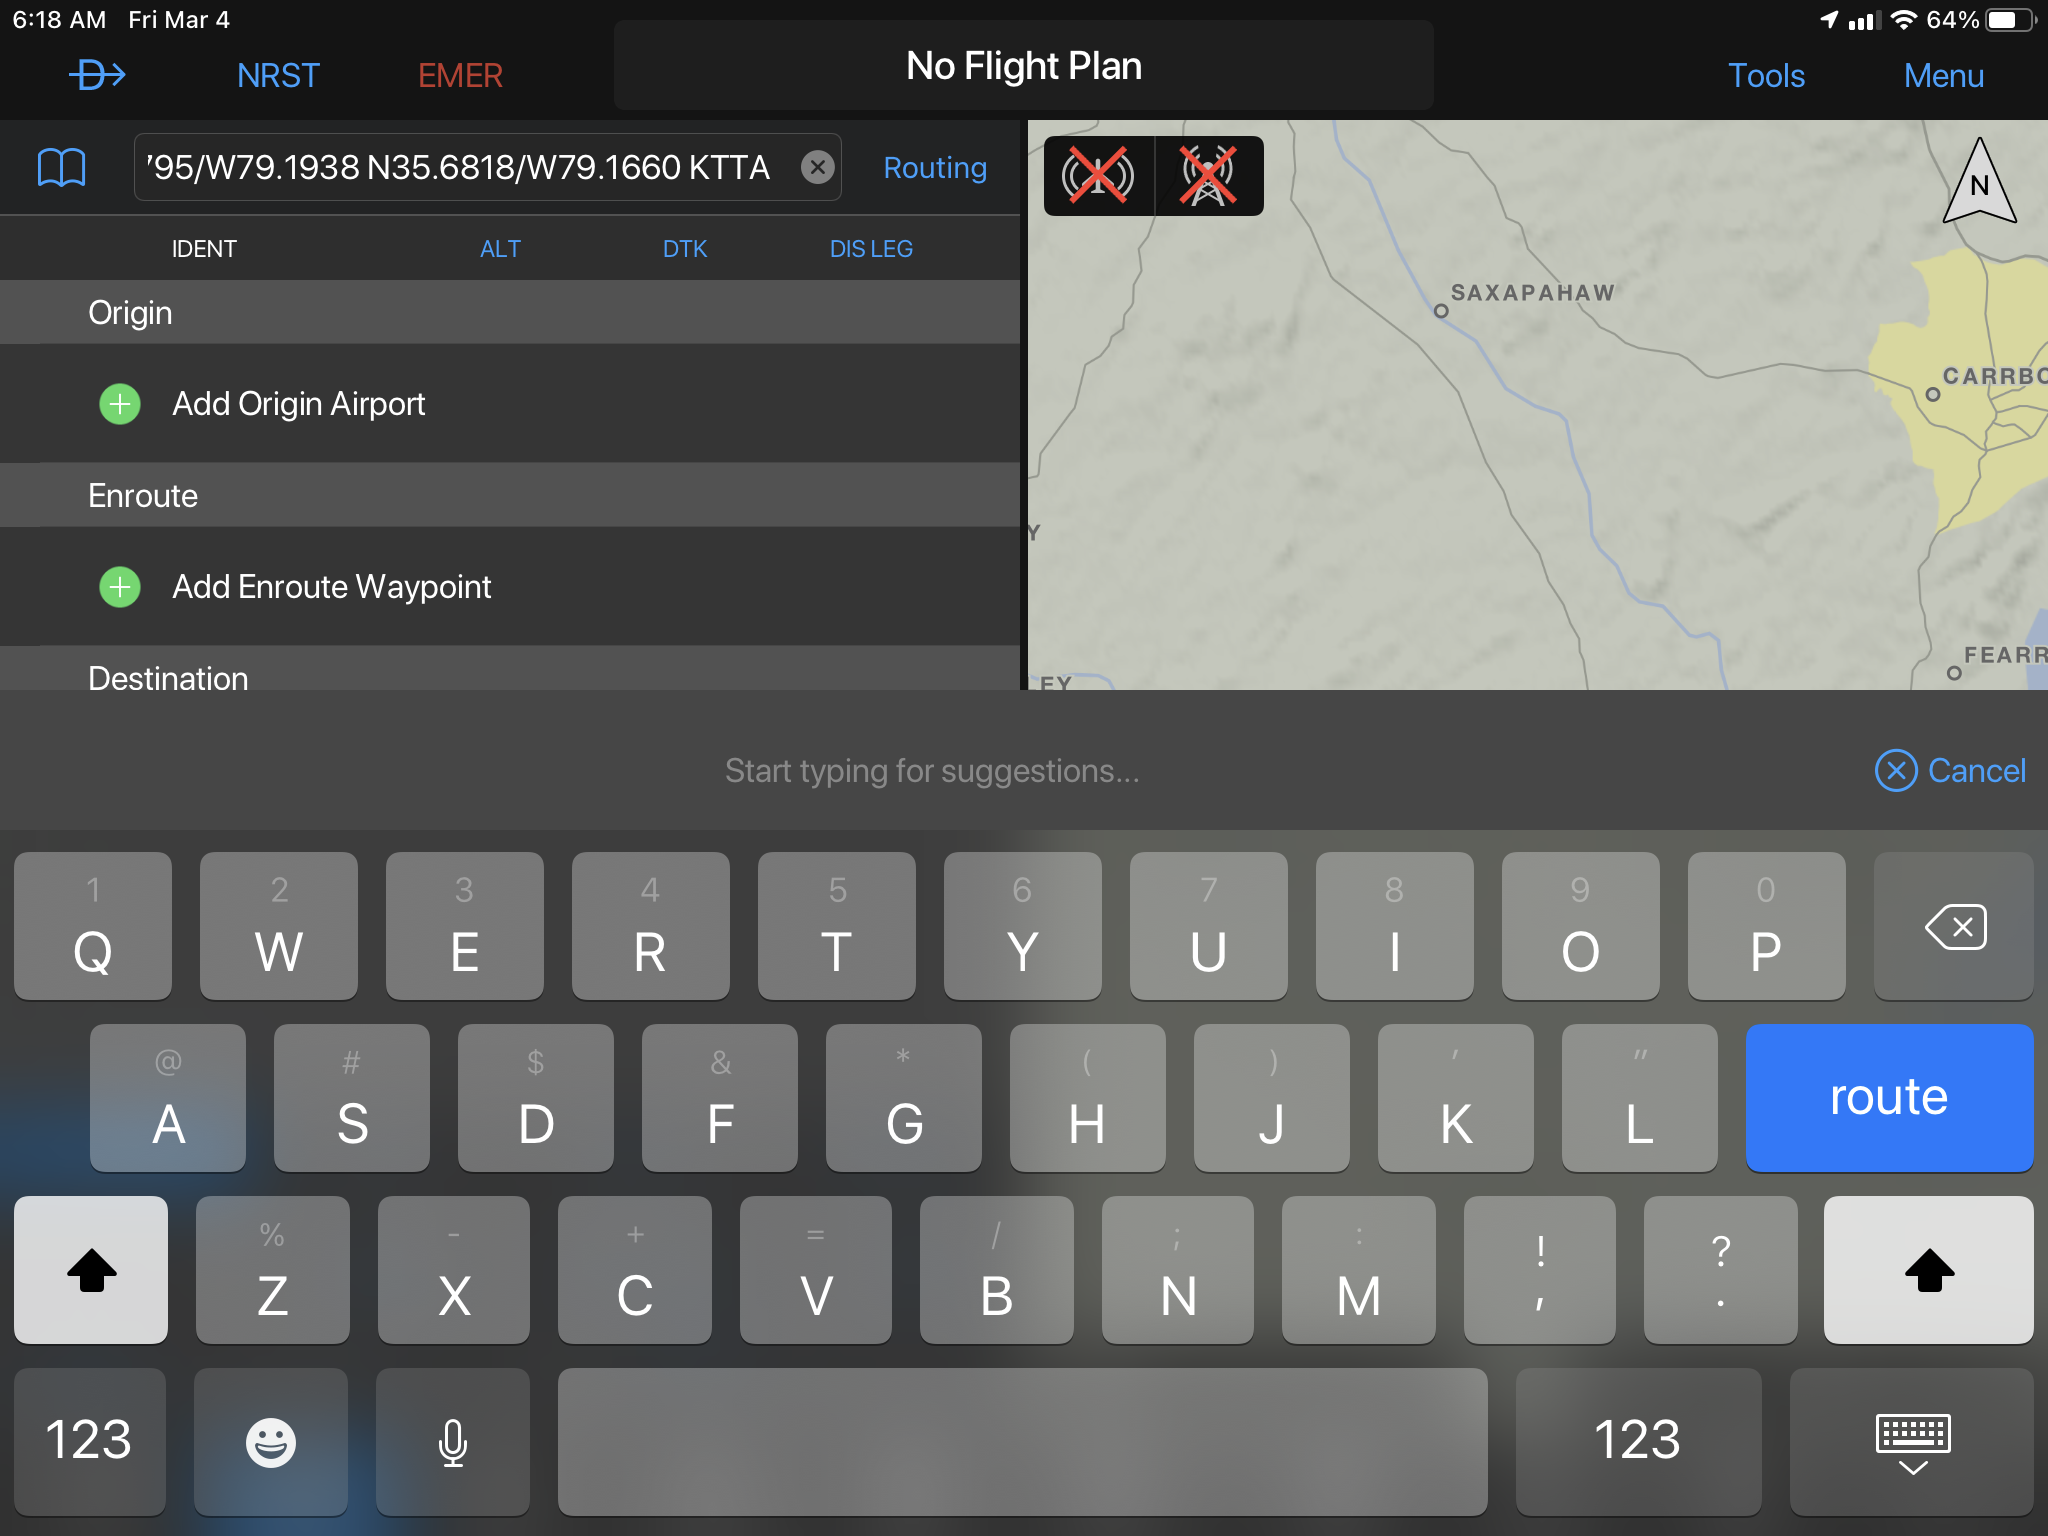 6:18 AM Fri Mar 4
64%
NRST
EMER
No Flight Plan
Tools
Menu
'95/W79.1938 N35.6818/W79.1660 KTTA
Routing
IDENT
ALT
DTK
DIS LEG
Origin
Add Origin Airport
Enroute
Add Enroute Waypoint
Destination
N
SAXAPAHAW
CARRBO
Y
FEARR
EY
Start typing for suggestions...
Cancel
1 2 3 4 5 6 7 8 9 0
Q W E R T Y U I O P
@ # $ & * ( ) ' "
A S D F G H J K L
route
% - + = / ; : ! ?
Z X C V B N M , .
123
123